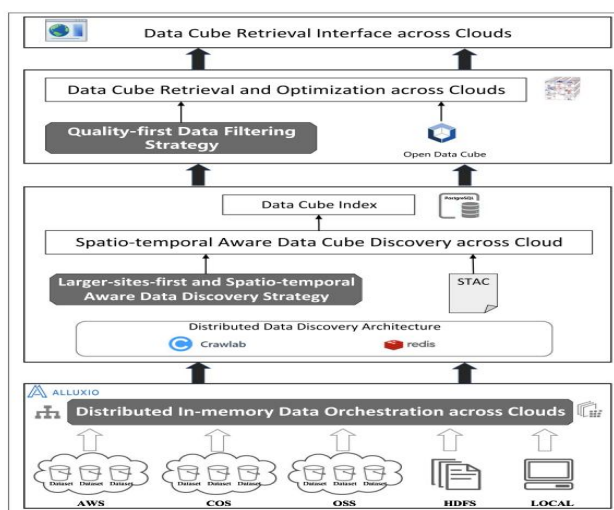 Data Cube Retrieval Interface across Clouds
Data Cube Retrieval and Optimization across Clouds
Quality-first Data Filtering
Strategy
Open Data Cube
Data Cube Index
PostgreSQL
Spatio-temporal Aware Data Cube Discovery across Cloud
Larger-sites-first and Spatio-temporal
Aware Data Discovery Strategy
STAC
Distributed Data Discovery Architecture
Crawlab
redis
ALLUXIO
Distributed In-memory Data Orchestration across Clouds
Dataset Dataset Dataset
Dataset Dataset Dataset
Dataset Dataset Dataset
AWS COS OSS HDFS LOCAL